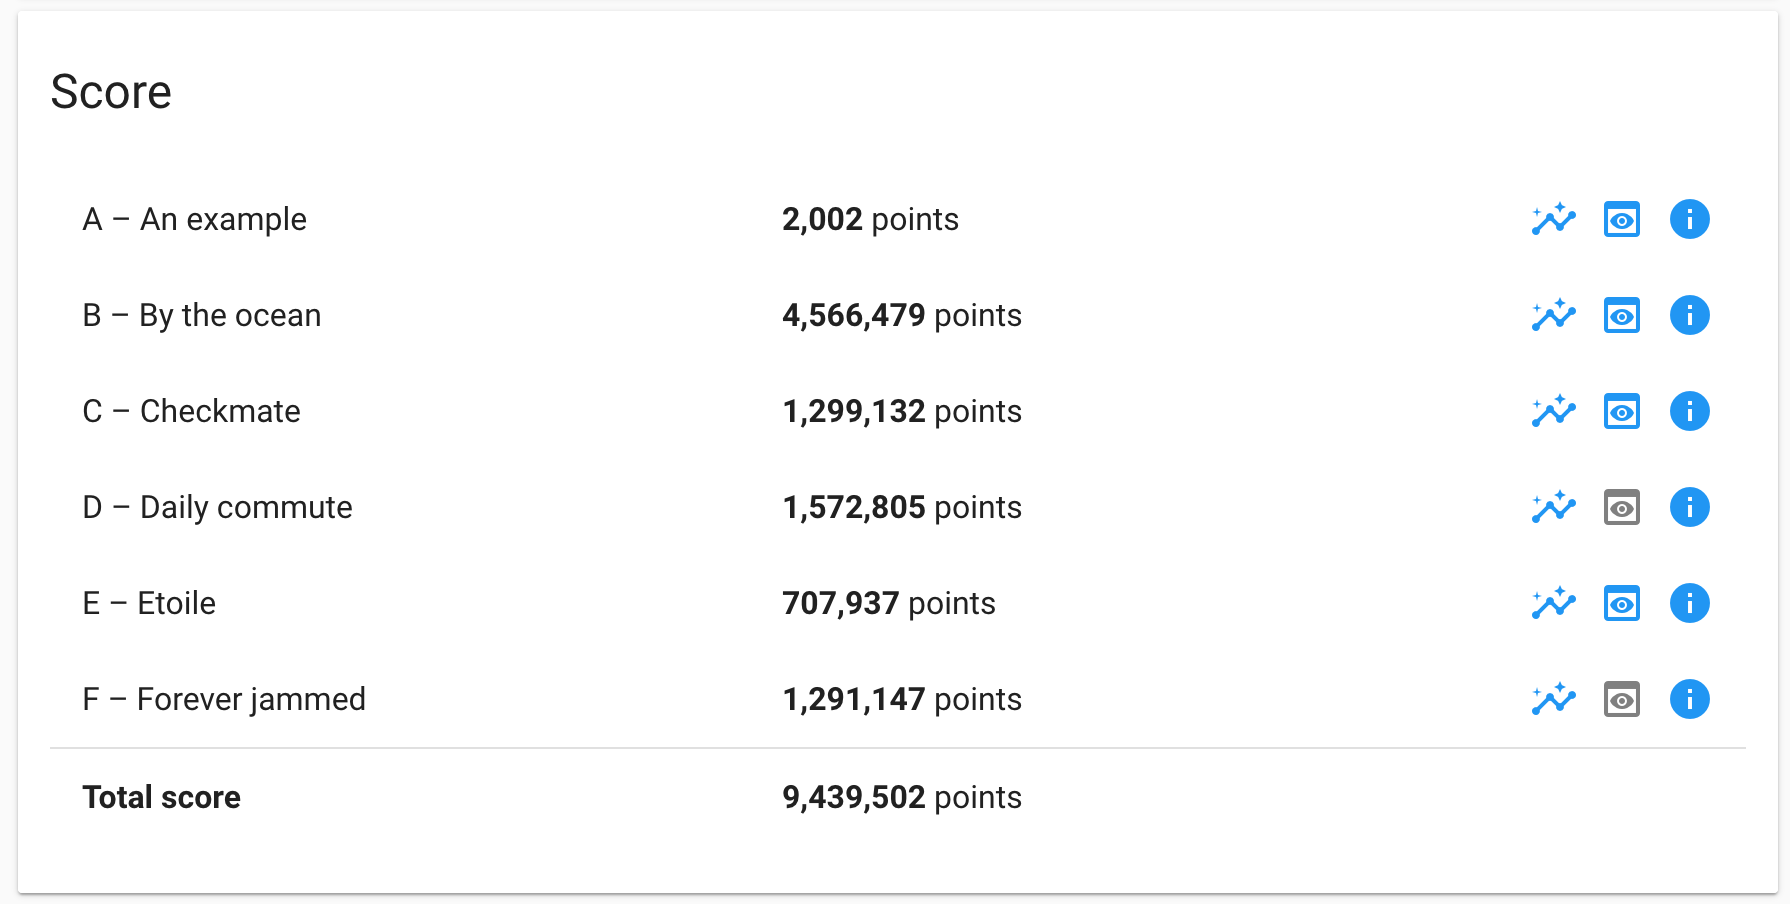 Score
A – An example 2,002 points
B – By the ocean 4,566,479 points
C – Checkmate 1,299,132 points
D – Daily commute 1,572,805 points
E – Etoile 707,937 points
F – Forever jammed 1,291,147 points
Total score 9,439,502 points